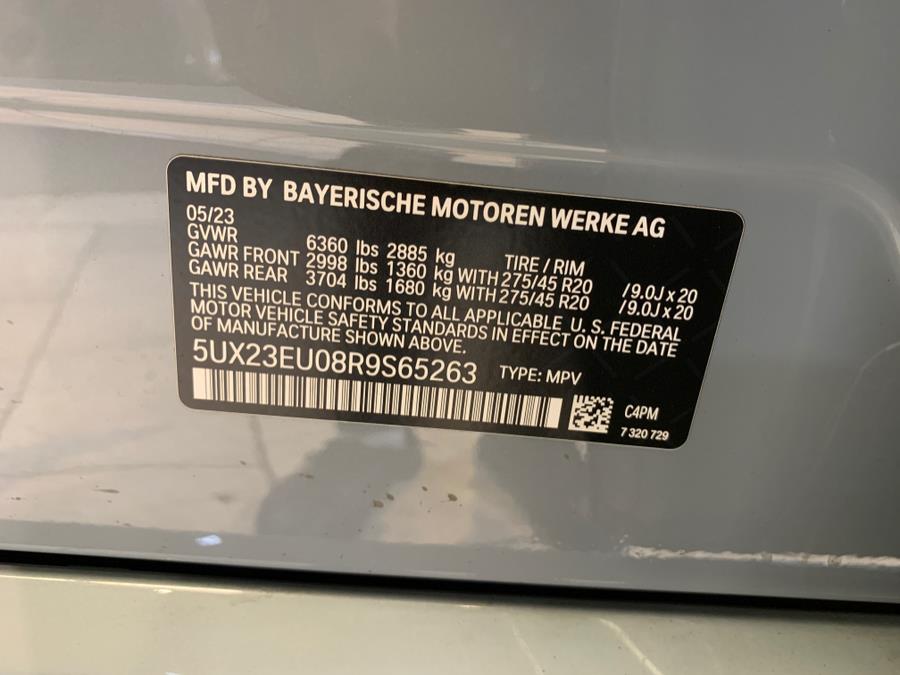 MFD BY BAYERISCHE MOTOREN WERKE AG
05/23
GVWR 6360 lbs 2885 kg TIRE / RIM
GAWR FRONT 2998 lbs 1360 kg WITH 275/45 R20 /9.0J x 20
GAWR REAR 3704 lbs 1680 kg WITH 275/45 R20 /9.0J x 20
THIS VEHICLE CONFORMS TO ALL APPLICABLE U. S. FEDERAL
MOTOR VEHICLE SAFETY STANDARDS IN EFFECT ON THE DATE
OF MANUFACTURE SHOWN ABOVE.
5UX23EU08R9S65263 TYPE: MPV
C4PM
7 320 729